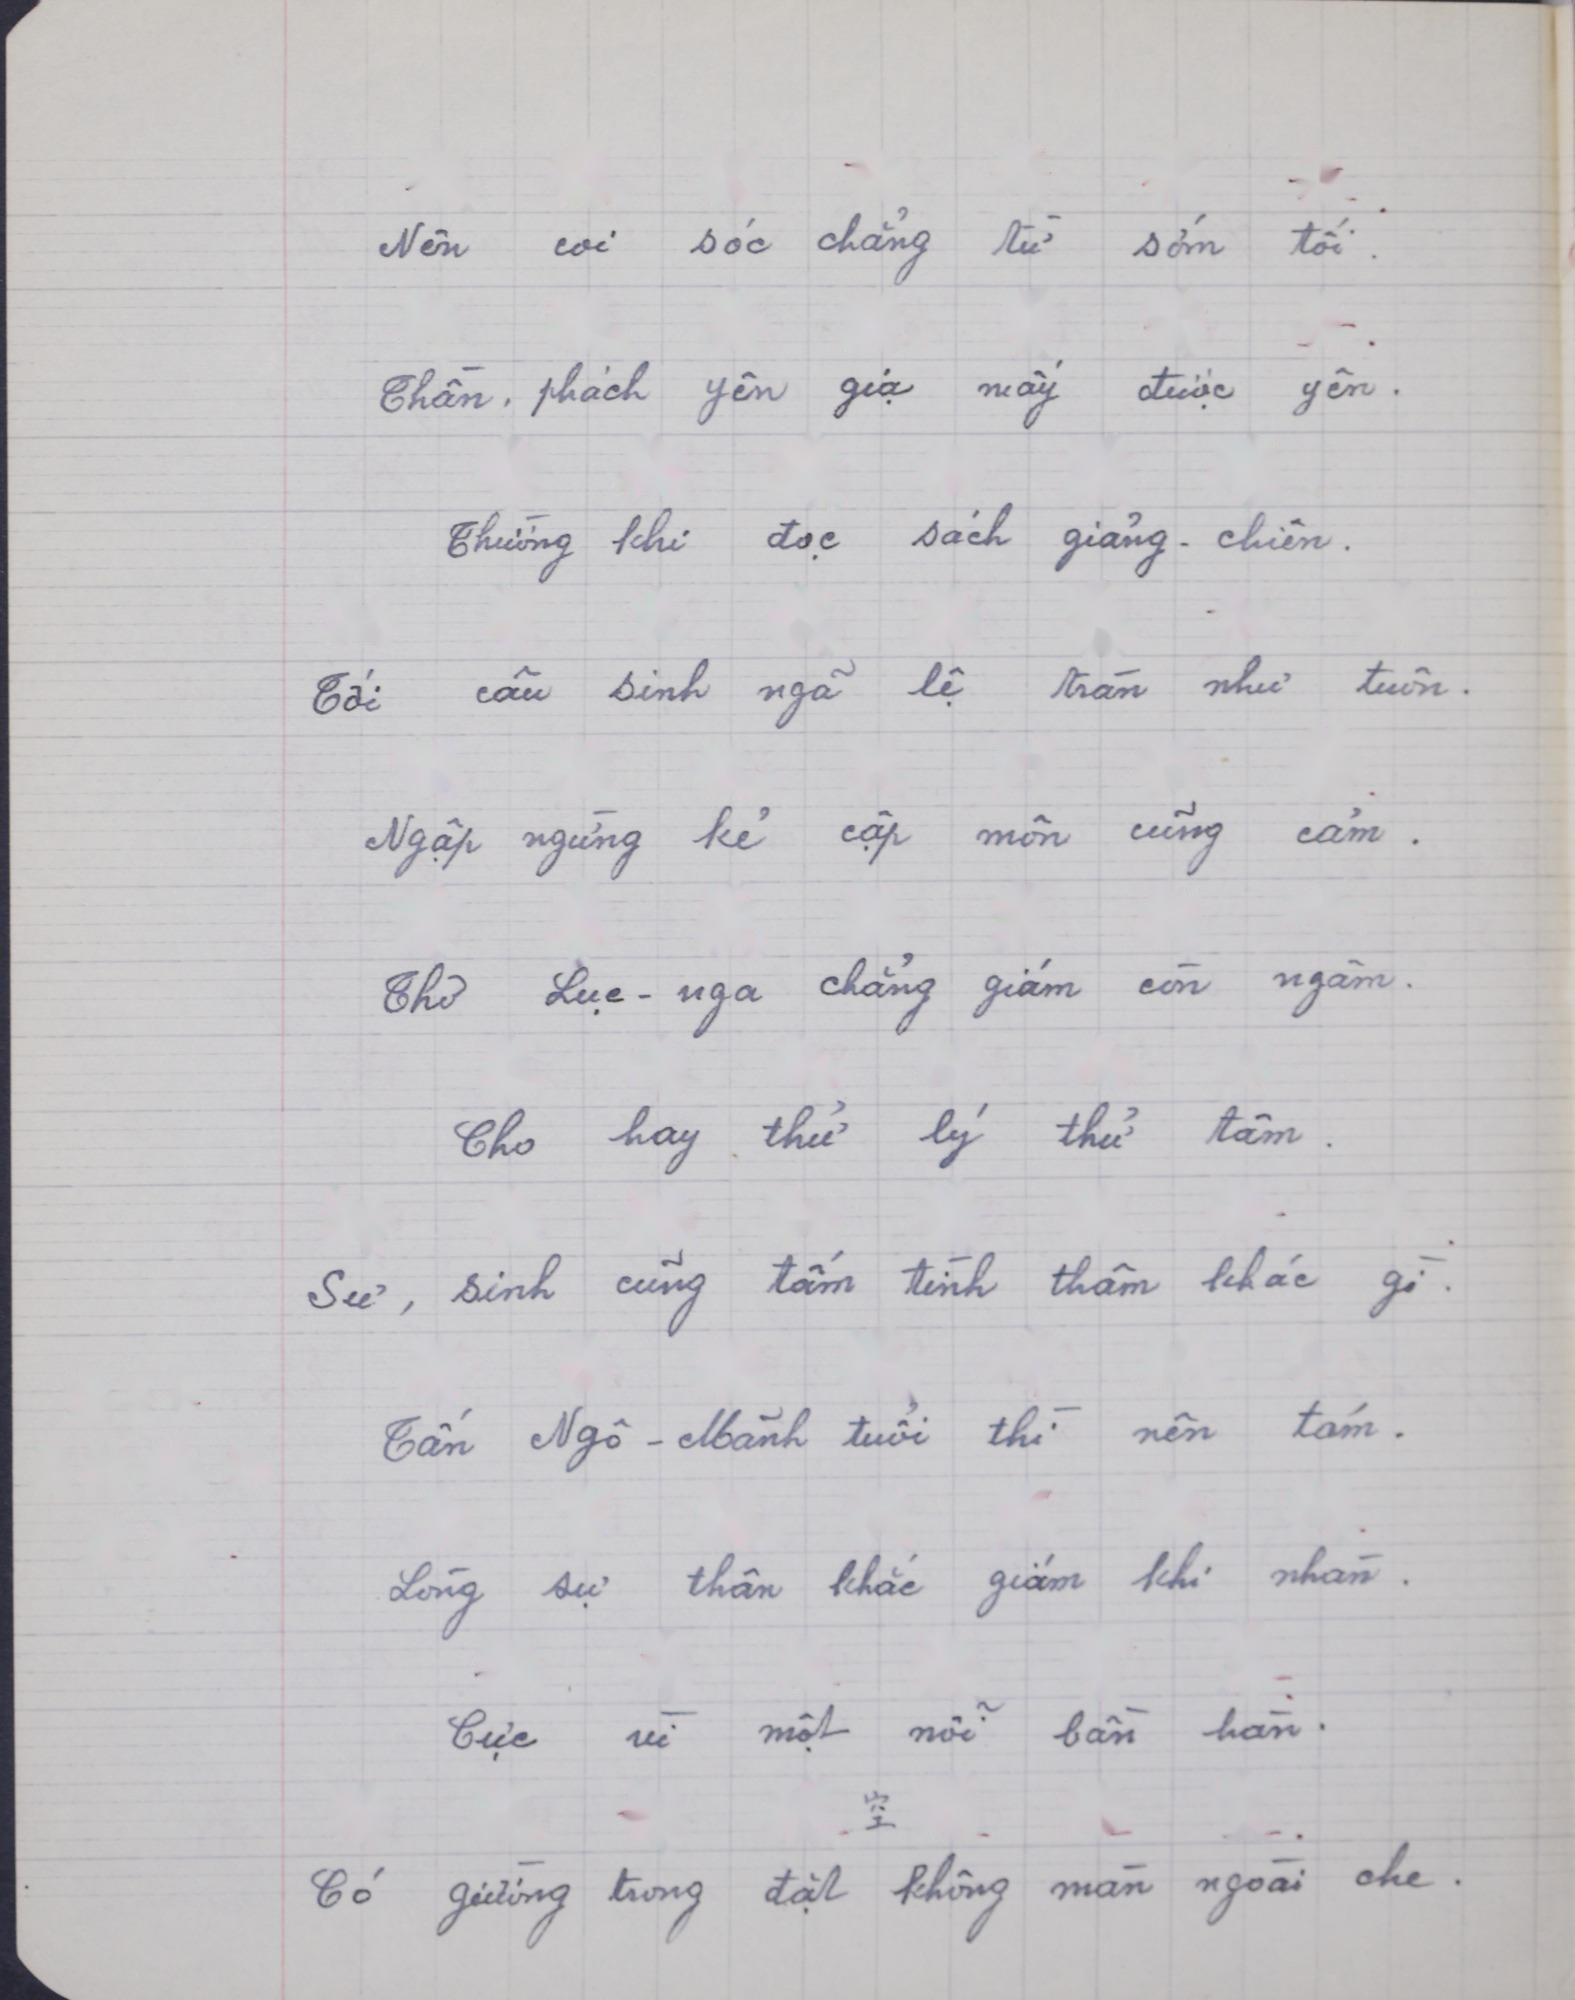 Nên coi sóc chẳng từ sớm tối.
Thần, phách yên giạ mấy được yên.
Thường khi đọc sách giảng-chiên.
Tới câu sinh ngã lệ tràn như tuôn.
Ngập ngừng kẻ cập môn cũng cảm.
Thơ Lục-nga chẳng giám còn ngâm.
Cho hay thử lý thử tâm.
Sư, sinh cũng tấm tình thâm khác gì.
Tấn Ngô-Mãnh tuổi thì nên tám.
Lòng sự thân khắc giám khi nhàn.
Cực vì một nỗi bần hàn.
空
Có giường trong đặt không màn ngoài che.